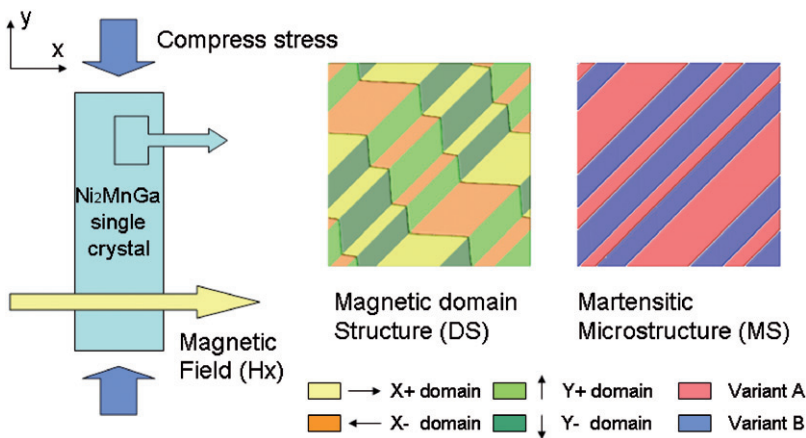 y
x
Compress stress
Ni₂MnGa
single
crystal
Magnetic
Field (Hx)
Magnetic domain
Structure (DS)
Martensitic
Microstructure (MS)
X+ domain
Y+ domain
Variant A
X- domain
Y- domain
Variant B